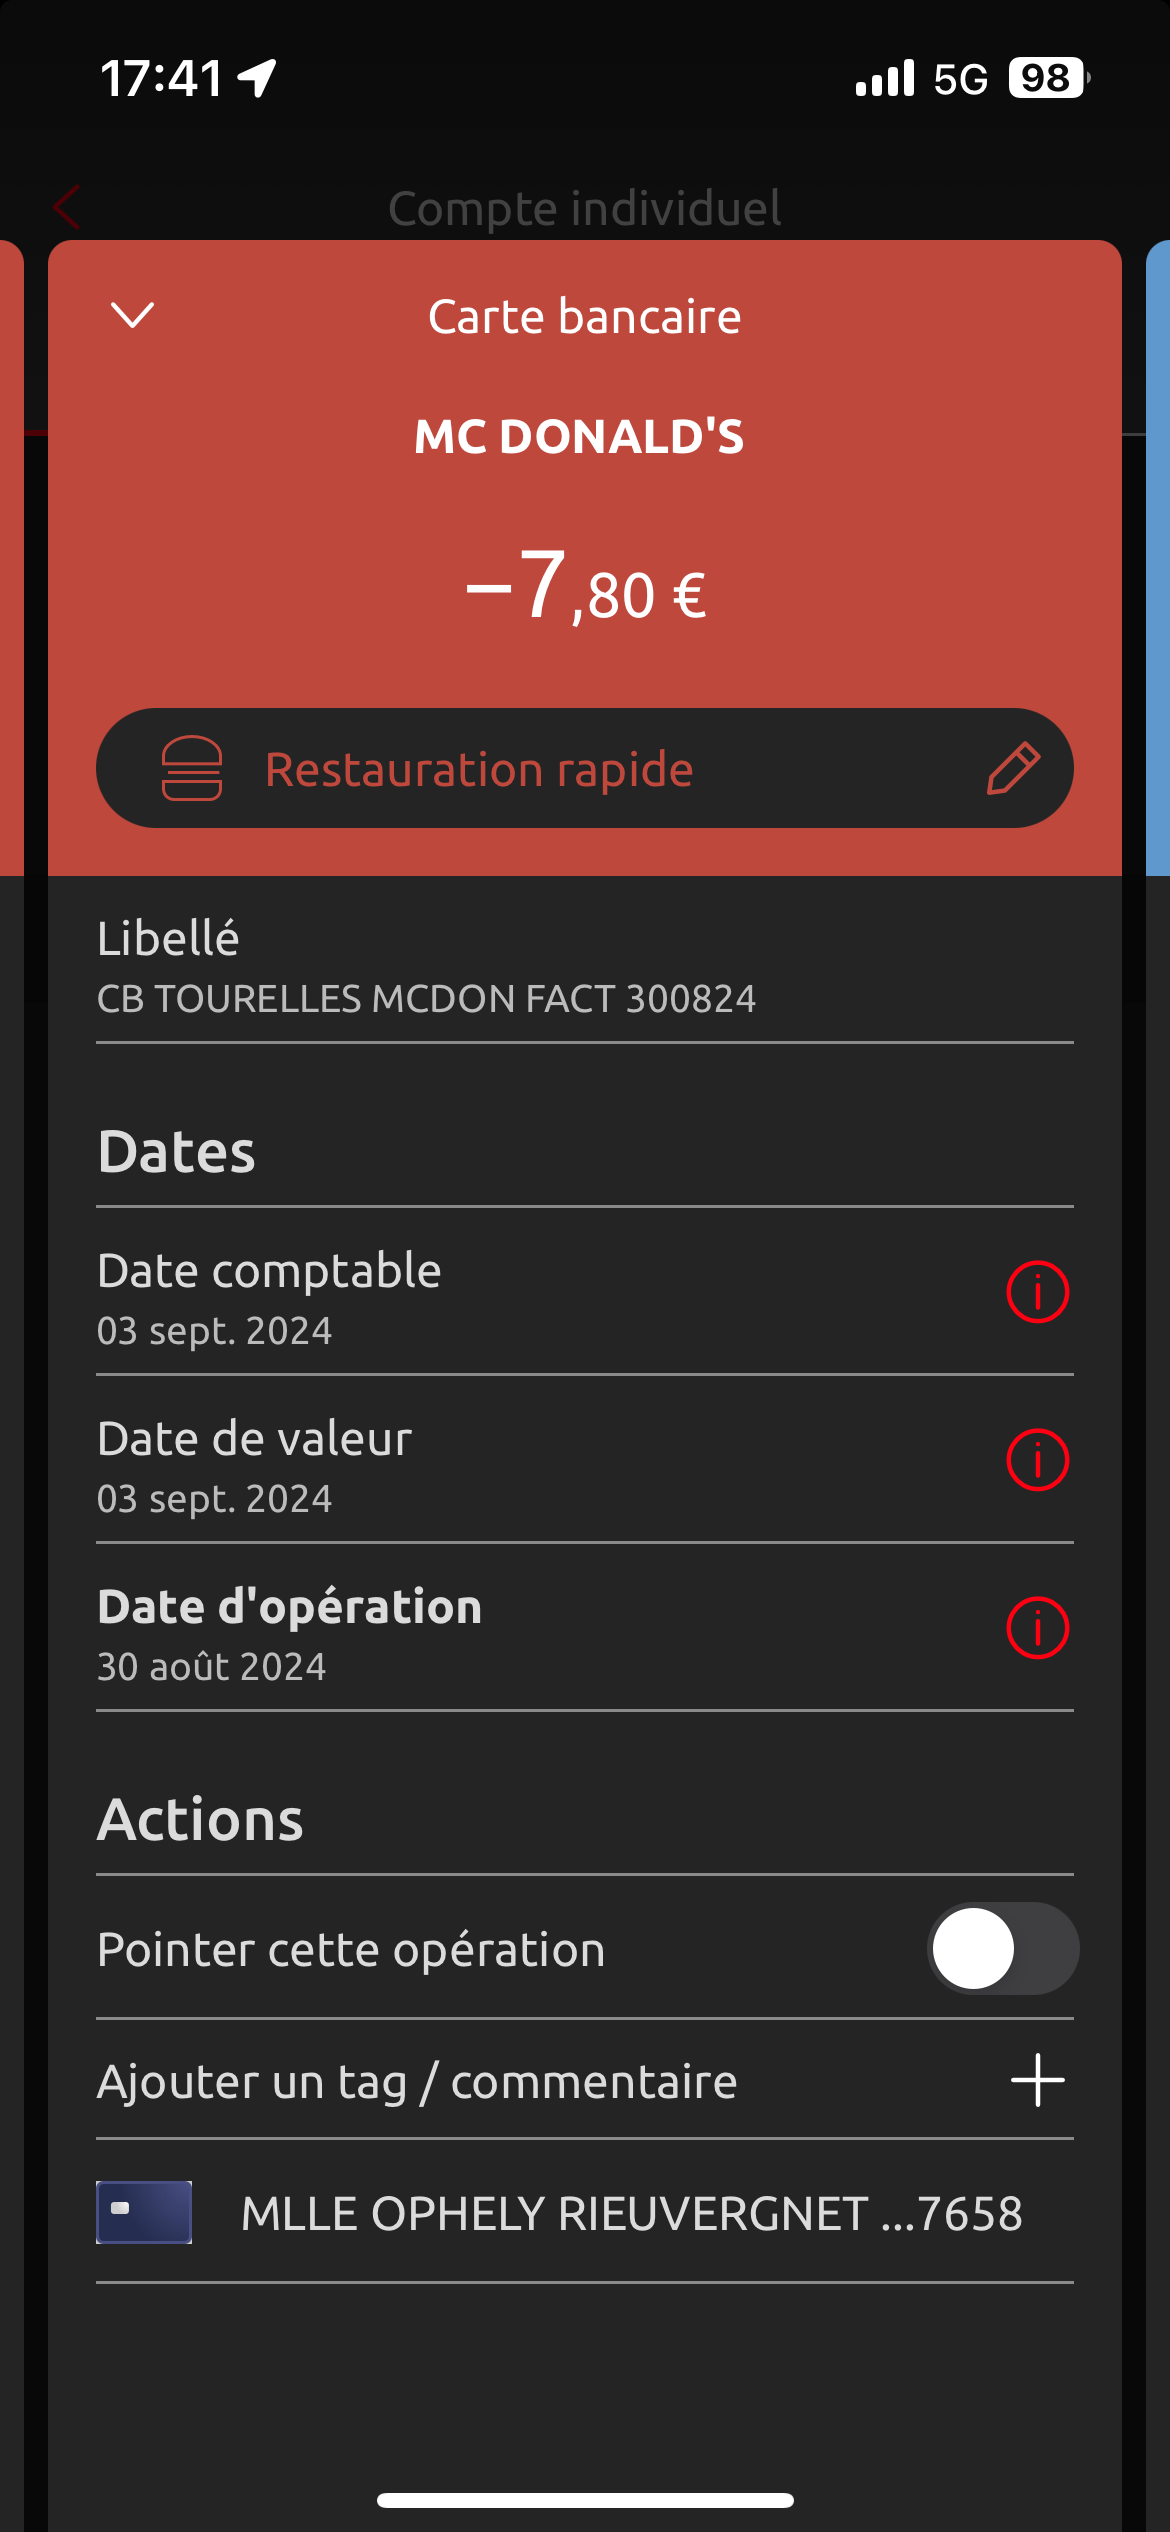 17:41
5G
98
Compte individuel
Carte bancaire
MC DONALD'S
−7,80 €
Restauration rapide
Libellé
CB TOURELLES MCDON FACT 300824
Dates
Date comptable
03 sept. 2024
Date de valeur
03 sept. 2024
Date d'opération
30 août 2024
Actions
Pointer cette opération
Ajouter un tag / commentaire
MLLE OPHELY RIEUVERGNET ...7658